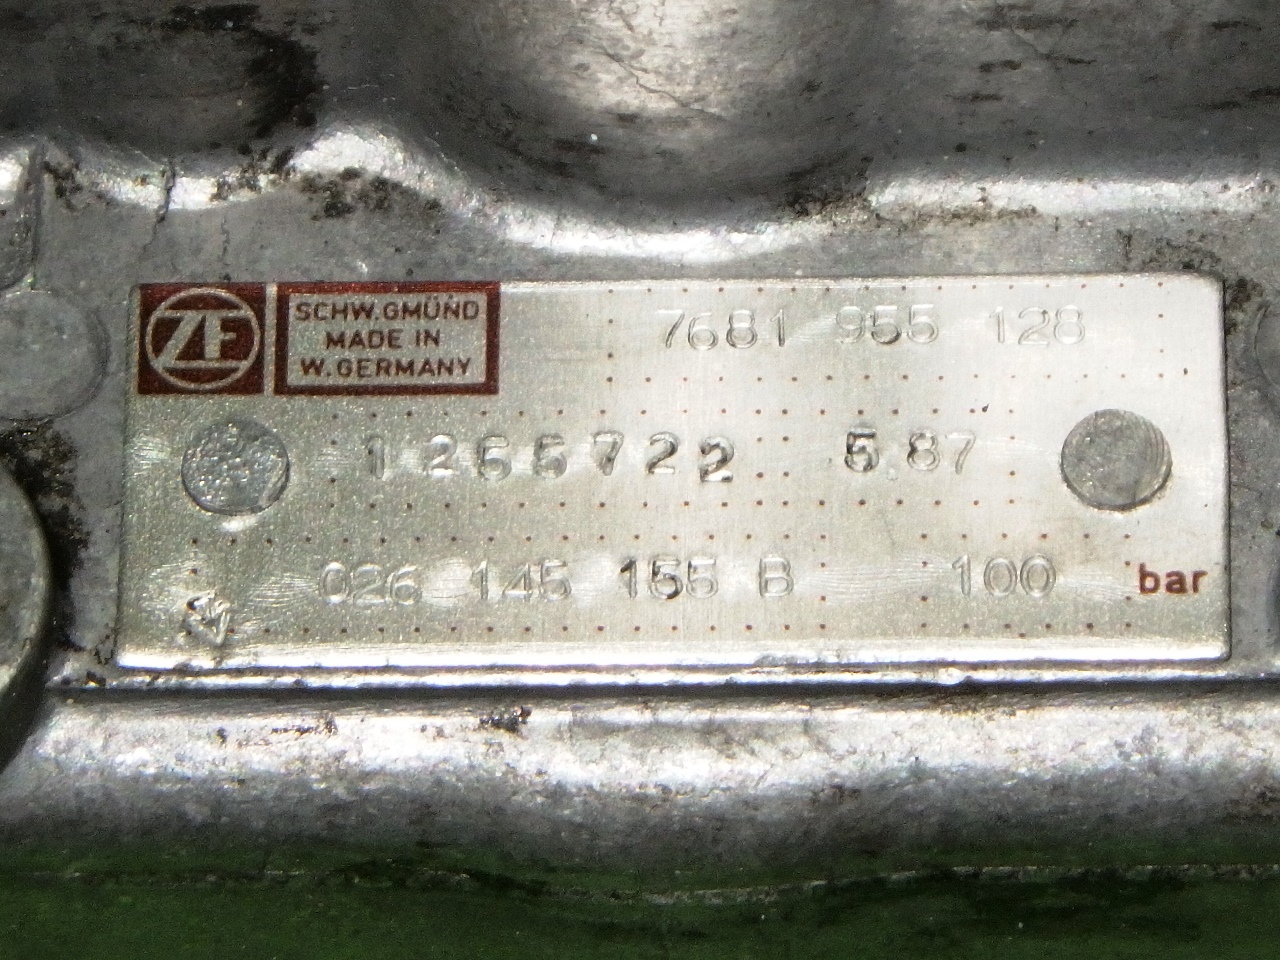 ZF
SCHW. GMÜND
MADE IN
W. GERMANY
7681 955 128
1 266722 5.87
026 145 155 B 100 bar